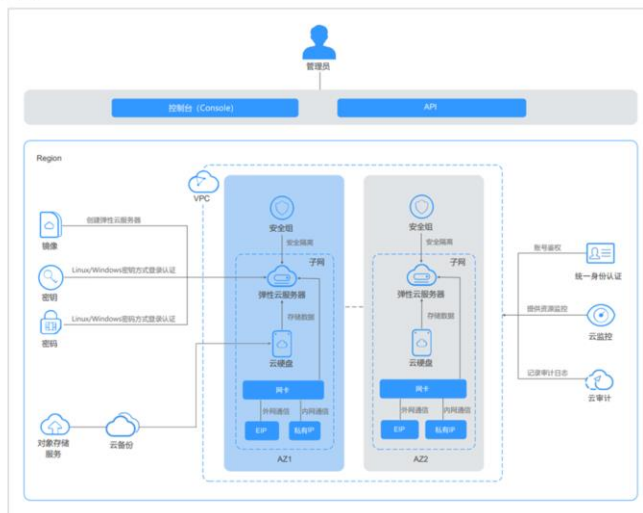 管理员
控制台（Console）
API
Region
VPC
安全组
安全隔离
子网
弹性云服务器
存储数据
云硬盘
网卡
外网通信
内网通信
EIP
私有IP
AZ1
安全组
安全隔离
子网
弹性云服务器
存储数据
云硬盘
网卡
外网通信
内网通信
EIP
私有IP
AZ2
创建弹性云服务器
镜像
Linux/Windows密钥方式登录认证
密钥
Linux/Windows密码方式登录认证
密码
对象存储
服务
云备份
账号鉴权
统一身份认证
提供资源监控
云监控
记录审计日志
云审计